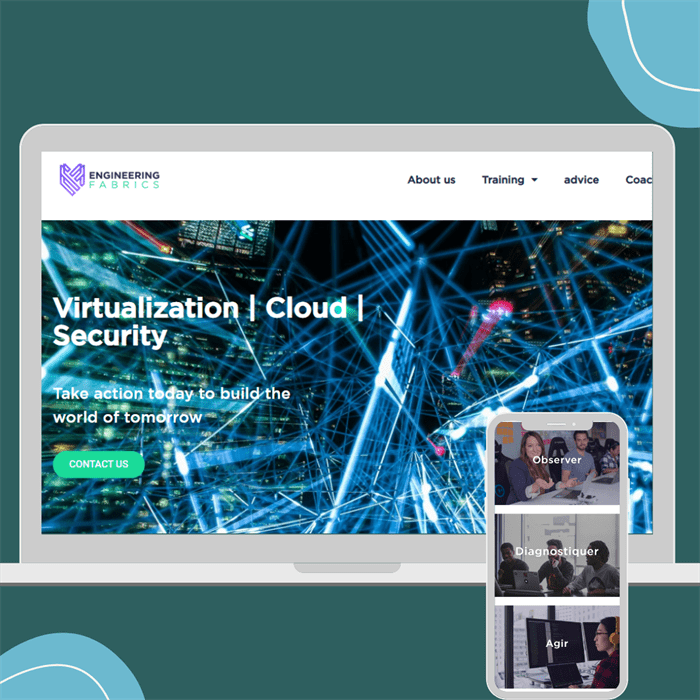 ENGINEERING
FABRICS
About us Training advice Coac
Virtualization | Cloud |
Security
Take action today to build the
world of tomorrow
CONTACT US
Observer
Diagnostiquer
Agir